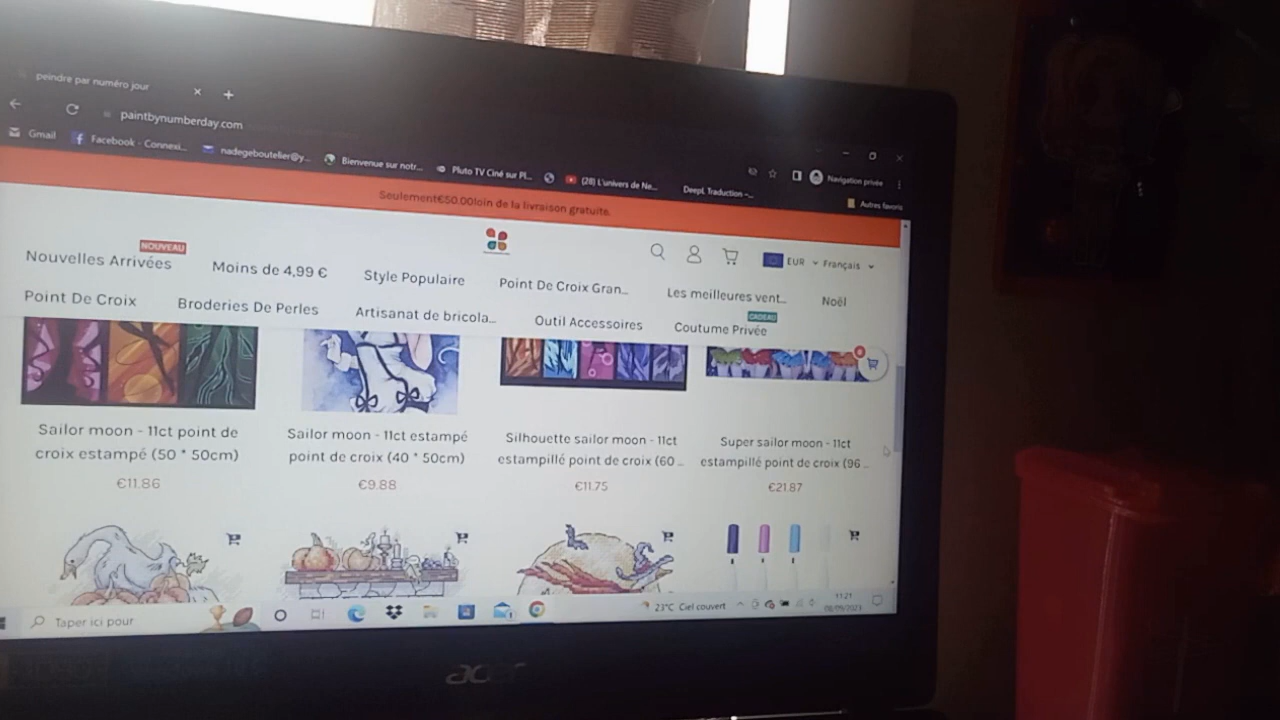 peindre par numéro jour
paintbynumberday.com
Gmail Facebook - Connexi... nadegeboutelier@y... Bienvenue sur notr... Pluto TV Ciné sur Pl... (28) L'univers de Ne... DeepL Traduction –... Navigation privée
Autres favoris
Seulement€50.00loin de la livraison gratuite.
NOUVEAU
Nouvelles Arrivées Moins de 4,99 € Style Populaire Point De Croix Gran... Les meilleures vent... Noël
EUR Français
CADEAU
Point De Croix Broderies De Perles Artisanat de bricola... Outil Accessoires Coutume Privée
Sailor moon - 11ct point de
croix estampé (50 * 50cm)
€11.86
Sailor moon - 11ct estampé
point de croix (40 * 50cm)
€9.88
Silhouette sailor moon - 11ct
estampillé point de croix (60 ...
€11.75
Super sailor moon - 11ct
estampillé point de croix (96 ...
€21.87
Taper ici pour
23°C Ciel couvert
11:21
08/09/2023
acer